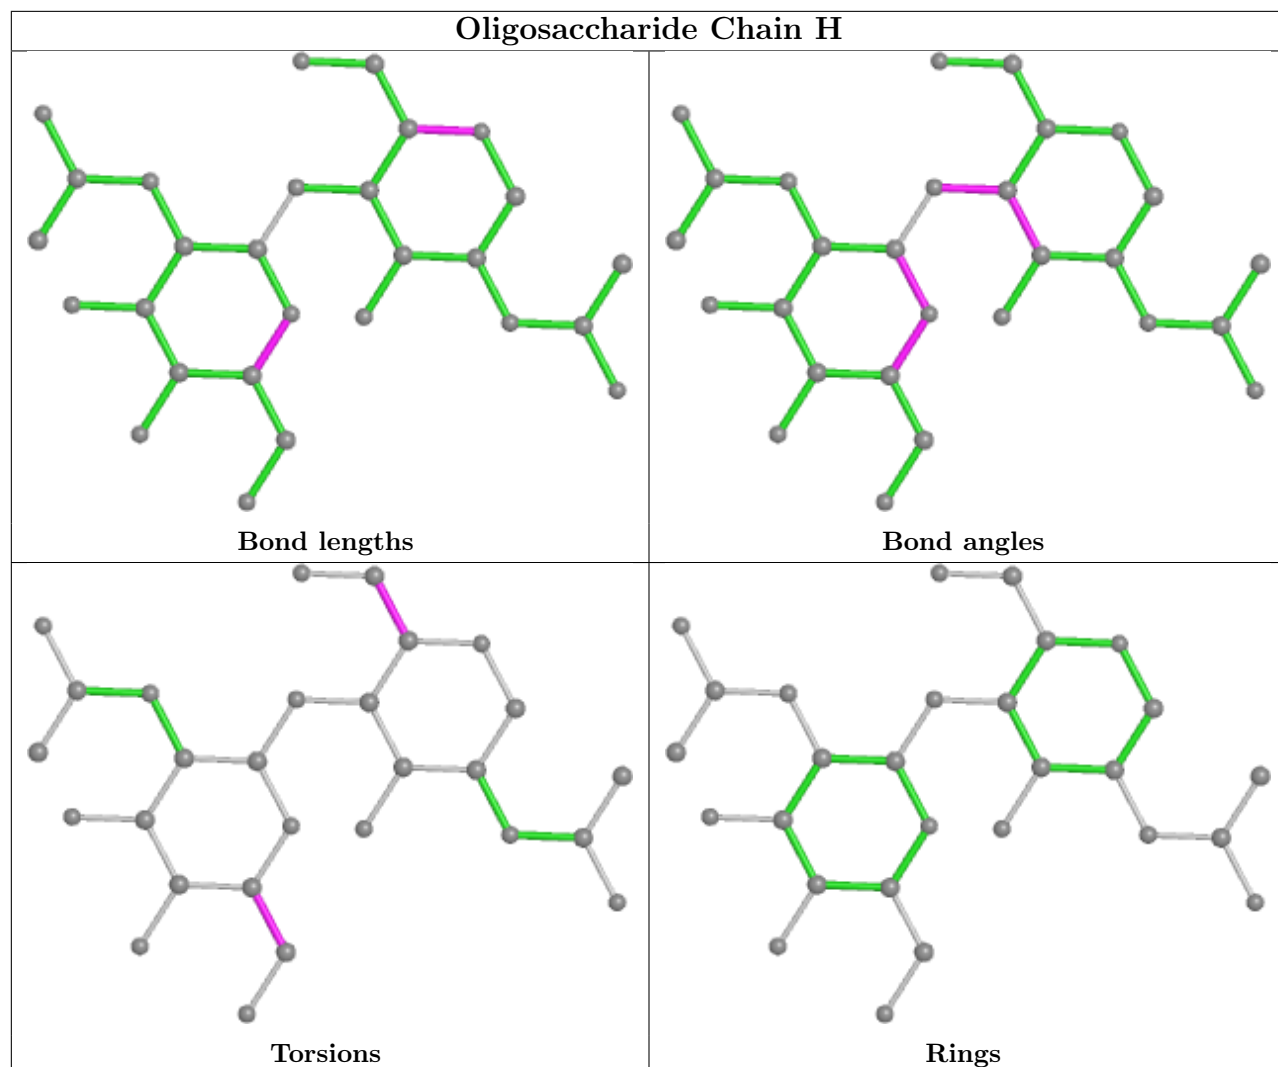 Oligosaccharide Chain H
Bond lengths
Bond angles
Torsions
Rings